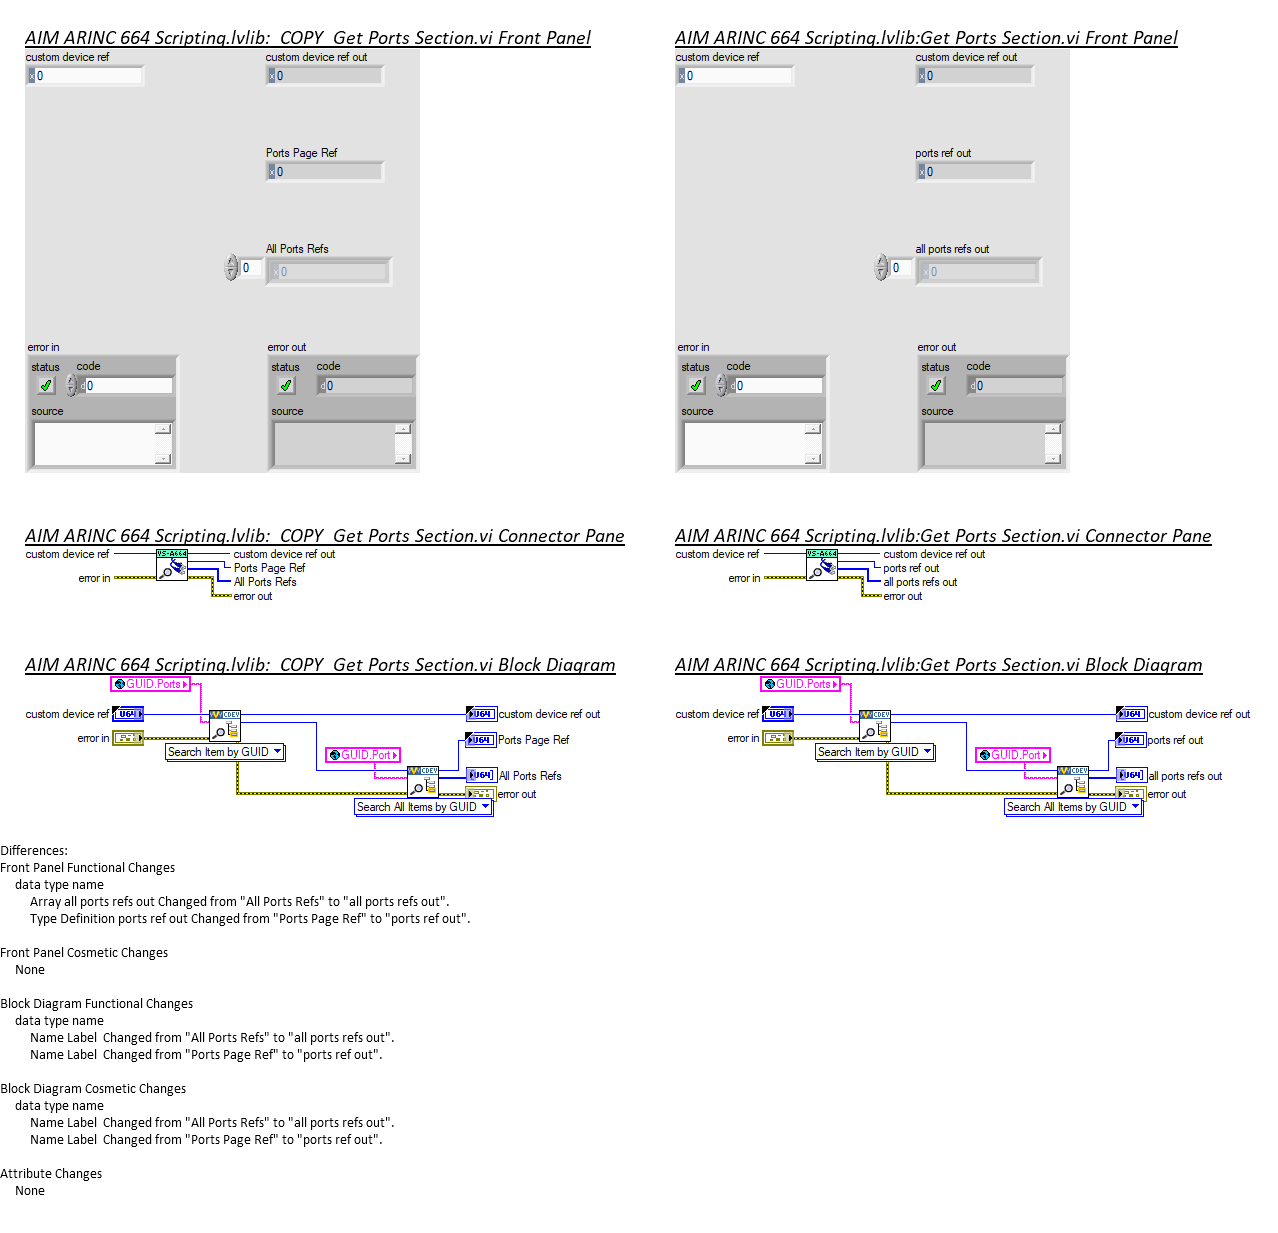 AIM ARINC 664 Scripting.lvlib:_COPY_Get Ports Section.vi Front Panel
custom device ref
x 0
custom device ref out
x 0
Ports Page Ref
x 0
All Ports Refs
0
x 0
error in
status
code
d 0
source
error out
status
code
d 0
source
AIM ARINC 664 Scripting.lvlib:Get Ports Section.vi Front Panel
custom device ref
x 0
custom device ref out
x 0
ports ref out
x 0
all ports refs out
0
x 0
error in
status
code
d 0
source
error out
status
code
d 0
source
AIM ARINC 664 Scripting.lvlib:_COPY_Get Ports Section.vi Connector Pane
custom device ref
error in
VS-A664
custom device ref out
Ports Page Ref
All Ports Refs
error out
AIM ARINC 664 Scripting.lvlib:Get Ports Section.vi Connector Pane
custom device ref
error in
VS-A664
custom device ref out
ports ref out
all ports refs out
error out
AIM ARINC 664 Scripting.lvlib:_COPY_Get Ports Section.vi Block Diagram
GUID.Ports
custom device ref
U64
error in
CDEV
Search Item by GUID
GUID.Port
CDEV
Search All Items by GUID
U64
custom device ref out
U64
Ports Page Ref
U64
All Ports Refs
error out
AIM ARINC 664 Scripting.lvlib:Get Ports Section.vi Block Diagram
GUID.Ports
custom device ref
U64
error in
CDEV
Search Item by GUID
GUID.Port
CDEV
Search All Items by GUID
U64
custom device ref out
U64
ports ref out
U64
all ports refs out
error out
Differences:
Front Panel Functional Changes
data type name
Array all ports refs out Changed from "All Ports Refs" to "all ports refs out".
Type Definition ports ref out Changed from "Ports Page Ref" to "ports ref out".
Front Panel Cosmetic Changes
None
Block Diagram Functional Changes
data type name
Name Label  Changed from "All Ports Refs" to "all ports refs out".
Name Label  Changed from "Ports Page Ref" to "ports ref out".
Block Diagram Cosmetic Changes
data type name
Name Label  Changed from "All Ports Refs" to "all ports refs out".
Name Label  Changed from "Ports Page Ref" to "ports ref out".
Attribute Changes
None